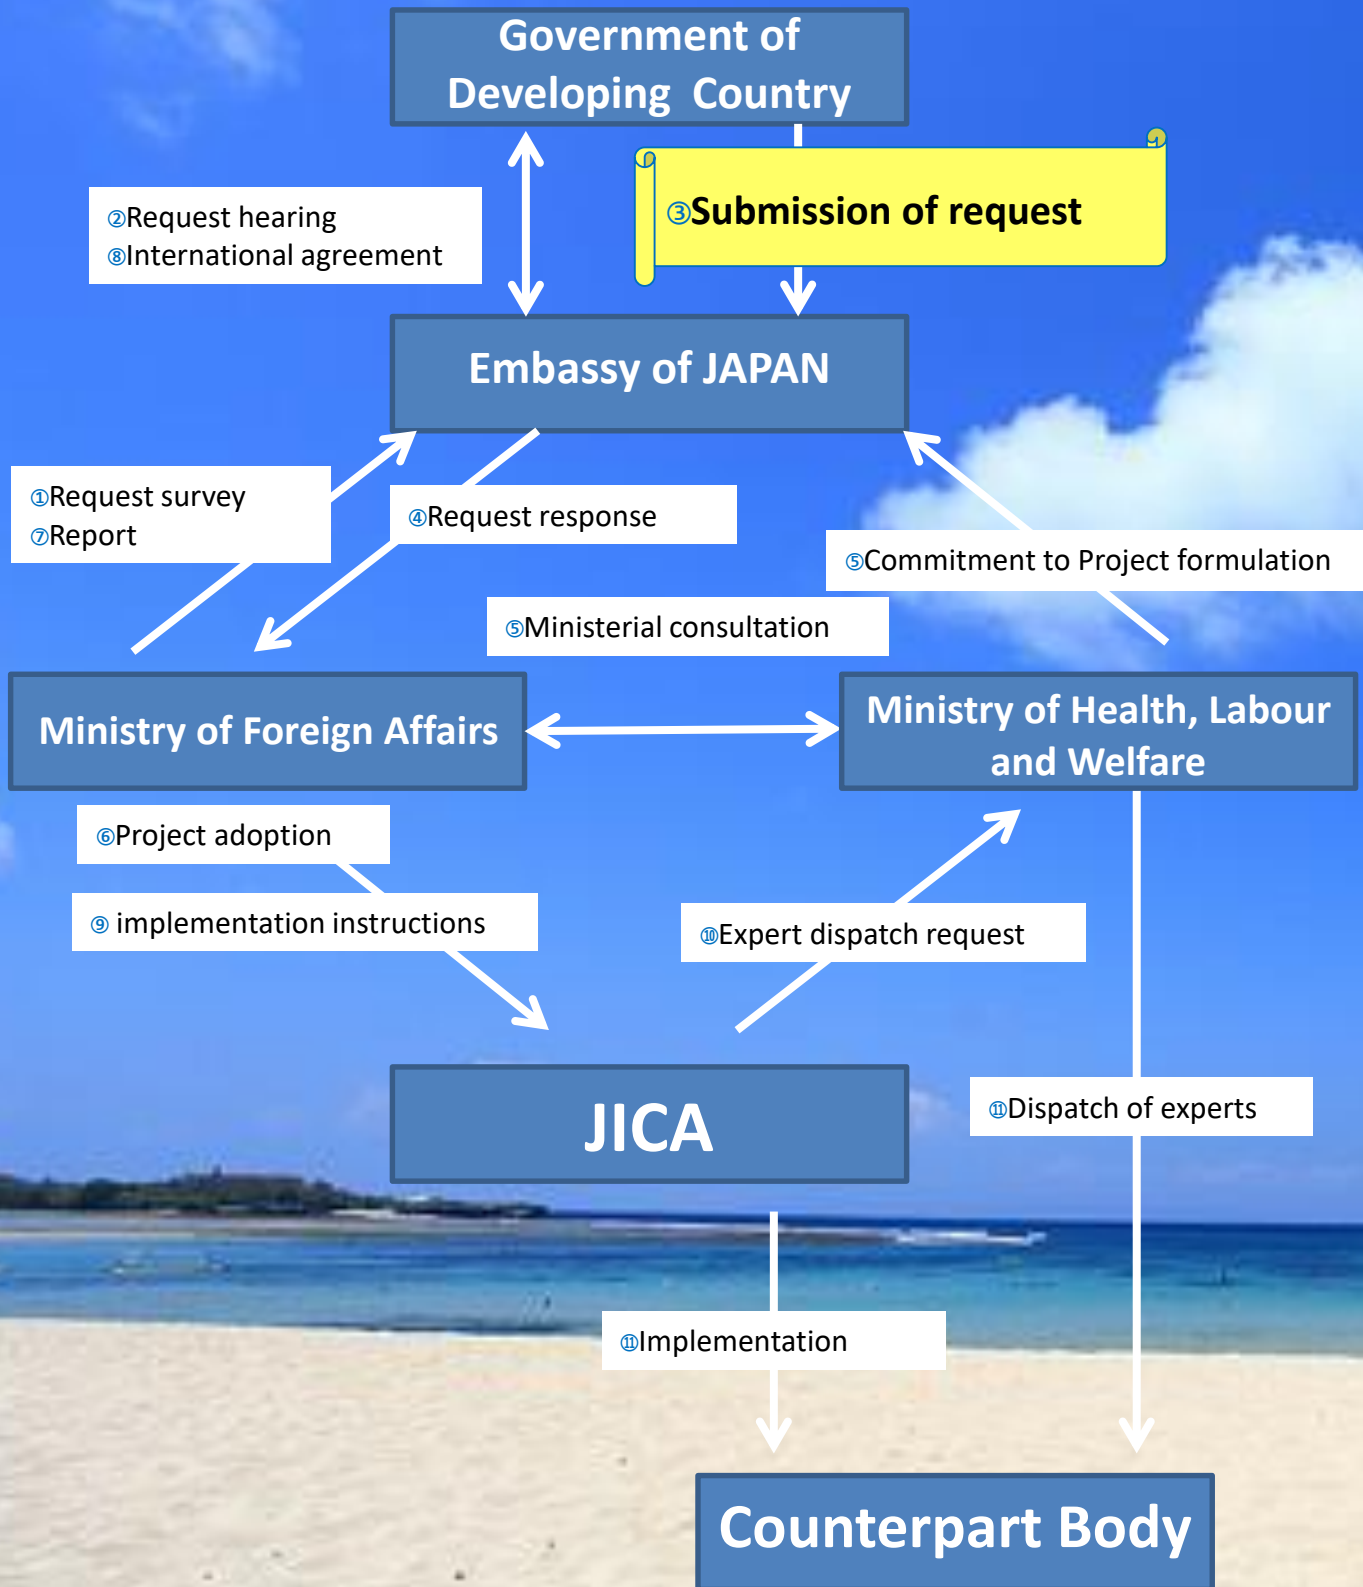 Government of
Developing Country
②Request hearing
⑧International agreement
③Submission of request
Embassy of JAPAN
①Request survey
⑦Report
④Request response
⑤Commitment to Project formulation
⑤Ministerial consultation
Ministry of Foreign Affairs
Ministry of Health, Labour
and Welfare
⑥Project adoption
⑨ implementation instructions
⑩Expert dispatch request
JICA
⑪Dispatch of experts
⑪Implementation
Counterpart Body